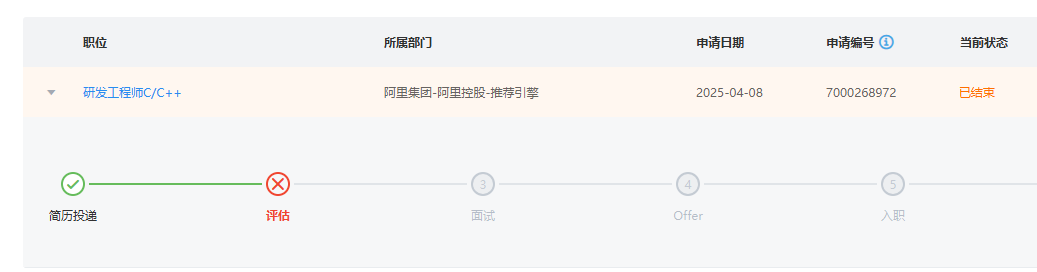 职位 所属部门 申请日期 申请编号 当前状态
研发工程师C/C++ 阿里集团-阿里控股-推荐引擎 2025-04-08 7000268972 已结束
3 4 5
简历投递 评估 面试 Offer 入职